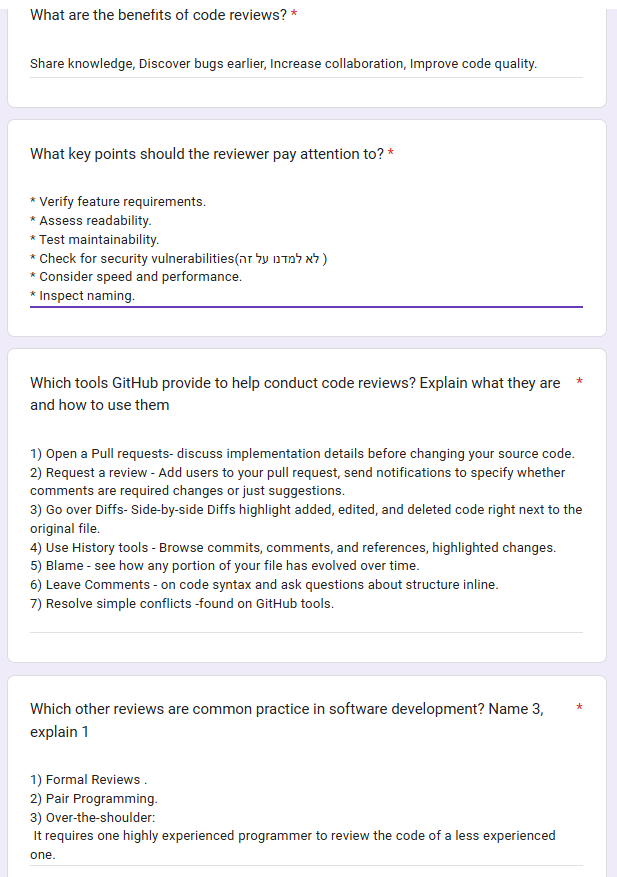 What are the benefits of code reviews? *
Share knowledge, Discover bugs earlier, Increase collaboration, Improve code quality.
What key points should the reviewer pay attention to? *
* Verify feature requirements.
* Assess readability.
* Test maintainability.
* Check for security vulnerabilities(לא למדנו על זה )
* Consider speed and performance.
* Inspect naming.
Which tools GitHub provide to help conduct code reviews? Explain what they are *
and how to use them
1) Open a Pull requests- discuss implementation details before changing your source code.
2) Request a review - Add users to your pull request, send notifications to specify whether
comments are required changes or just suggestions.
3) Go over Diffs- Side-by-side Diffs highlight added, edited, and deleted code right next to the
original file.
4) Use History tools - Browse commits, comments, and references, highlighted changes.
5) Blame - see how any portion of your file has evolved over time.
6) Leave Comments - on code syntax and ask questions about structure inline.
7) Resolve simple conflicts -found on GitHub tools.
Which other reviews are common practice in software development? Name 3, *
explain 1
1) Formal Reviews .
2) Pair Programming.
3) Over-the-shoulder:
It requires one highly experienced programmer to review the code of a less experienced
one.